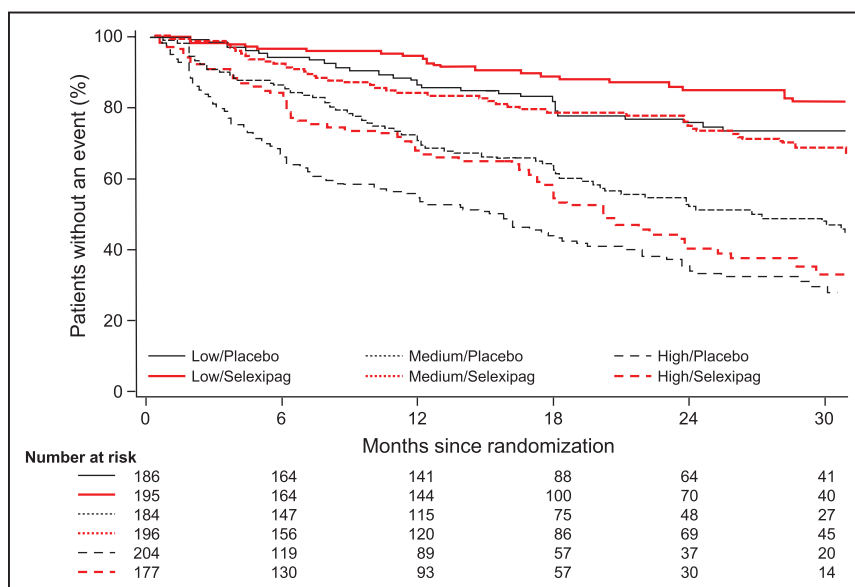 100
80
60
40
20
0
Patients without an event (%)
Low/Placebo Medium/Placebo High/Placebo
Low/Selexipag Medium/Selexipag High/Selexipag
0 6 12 18 24 30
Months since randomization
Number at risk
186 164 141 88 64 41
195 164 144 100 70 40
184 147 115 75 48 27
196 156 120 86 69 45
204 119 89 57 37 20
177 130 93 57 30 14